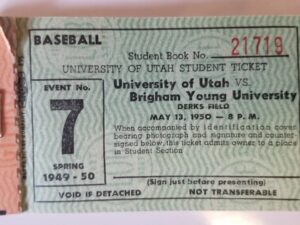 BASEBALL
Student Book No. 21719
UNIVERSITY OF UTAH STUDENT TICKET
EVENT No.
7
SPRING
1949-50
University of Utah VS.
Brigham Young University
DERKS FIELD
MAY 13, 1950 — 8 P.M.
When accompanied by identification cover
bearing photograph and signature and counter-
signed below, this ticket admits owner to a place
in Student Section
(Sign just before presenting)
VOID IF DETACHED NOT TRANSFERABLE